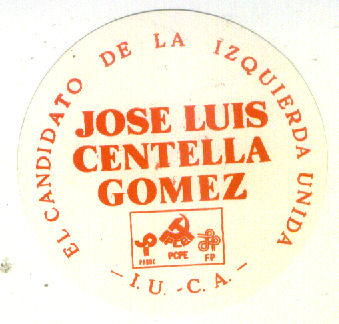 EL CANDIDATO DE LA IZQUIERDA UNIDA
JOSE LUIS
CENTELLA
GOMEZ
PCPE
FP
– I.U.-C.A. –